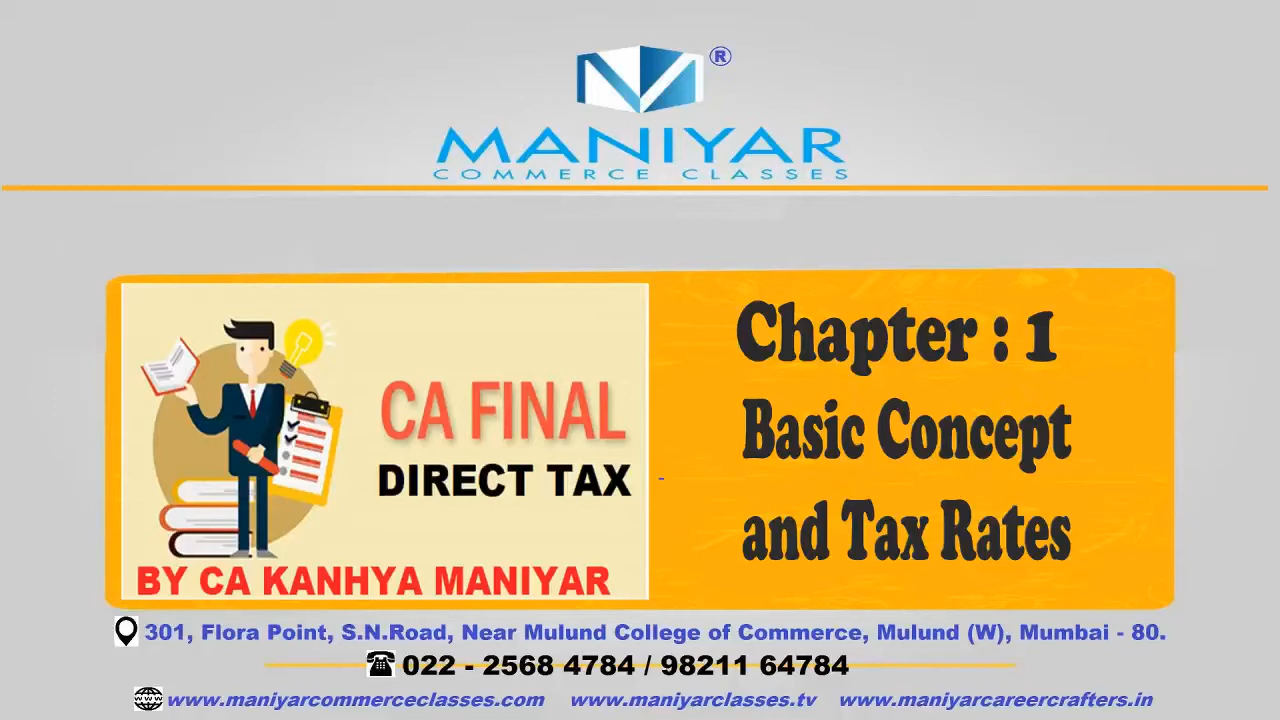 ®
MANIYAR
COMMERCE CLASSES
CA FINAL
DIRECT TAX
BY CA KANHYA MANIYAR
Chapter : 1
Basic Concept
and Tax Rates
301, Flora Point, S.N.Road, Near Mulund College of Commerce, Mulund (W), Mumbai - 80.
022 - 2568 4784 / 98211 64784
www.maniyarcommerceclasses.com www.maniyarclasses.tv www.maniyarcareercrafters.in